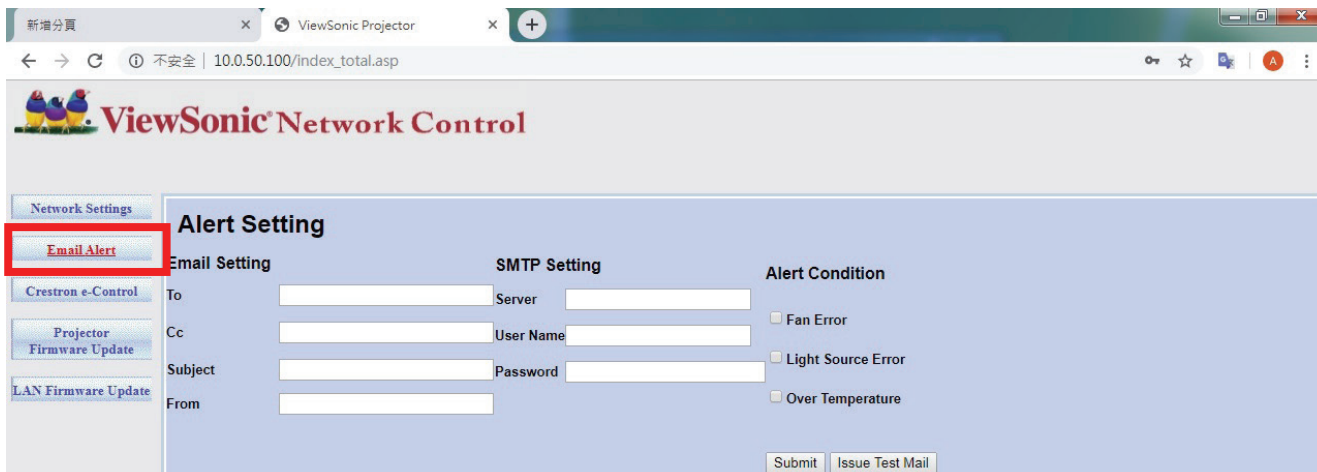 新增分頁
ViewSonic Projector
不安全 | 10.0.50.100/index_total.asp
A
ViewSonic® Network Control
Network Settings
Email Alert
Crestron e-Control
Projector
Firmware Update
LAN Firmware Update
Alert Setting
Email Setting
To
Cc
Subject
From
SMTP Setting
Server
User Name
Password
Alert Condition
Fan Error
Light Source Error
Over Temperature
Submit
Issue Test Mail